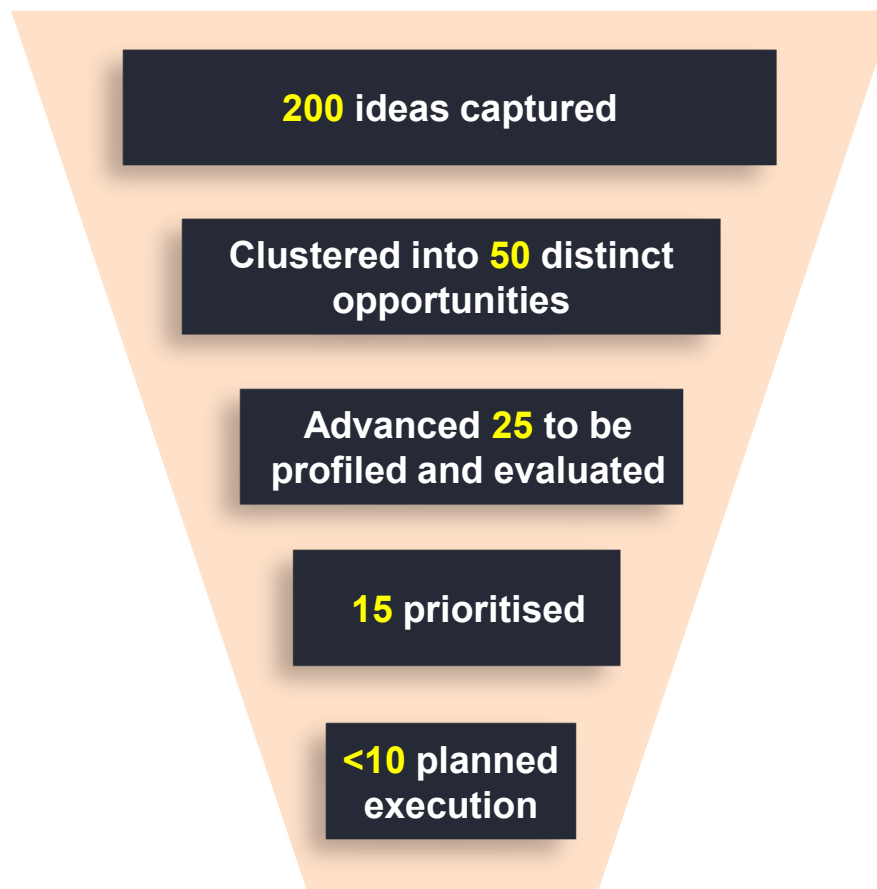 200 ideas captured
Clustered into 50 distinct
opportunities
Advanced 25 to be
profiled and evaluated
15 prioritised
<10 planned
execution